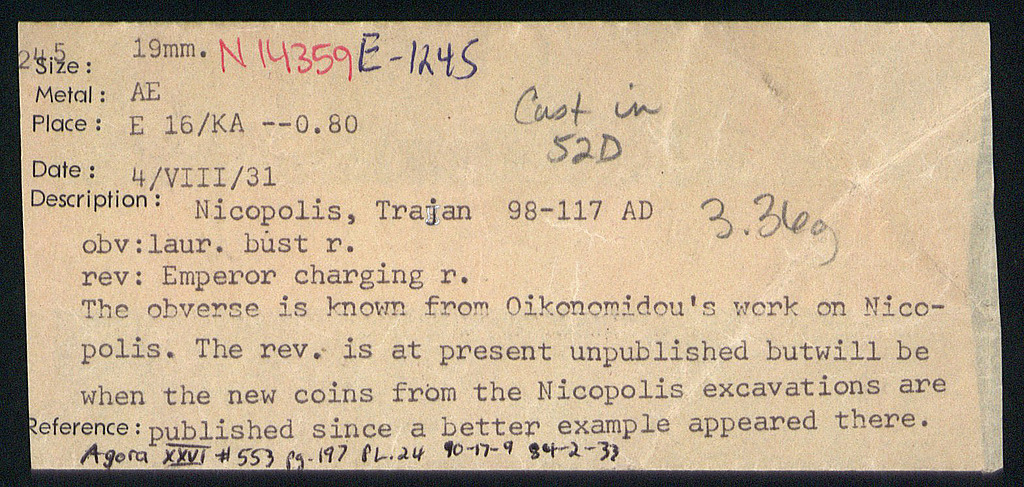 245
Size: 19mm. N 14359 E-1245
Metal: AE
Cast in
Place: E 16/KA --0.80
52D
Date: 4/VIII/31
Description: Nicopolis, Trajan 98-117 AD 3.36g
obv:laur. bust r.
rev: Emperor charging r.
The obverse is known from Oikonomidou's work on Nico-
polis. The rev. is at present unpublished butwill be
when the new coins from the Nicopolis excavations are
Reference: published since a better example appeared there.
Agora XXVI #553 pg.197 PL.24 90-17-9 84-2-33